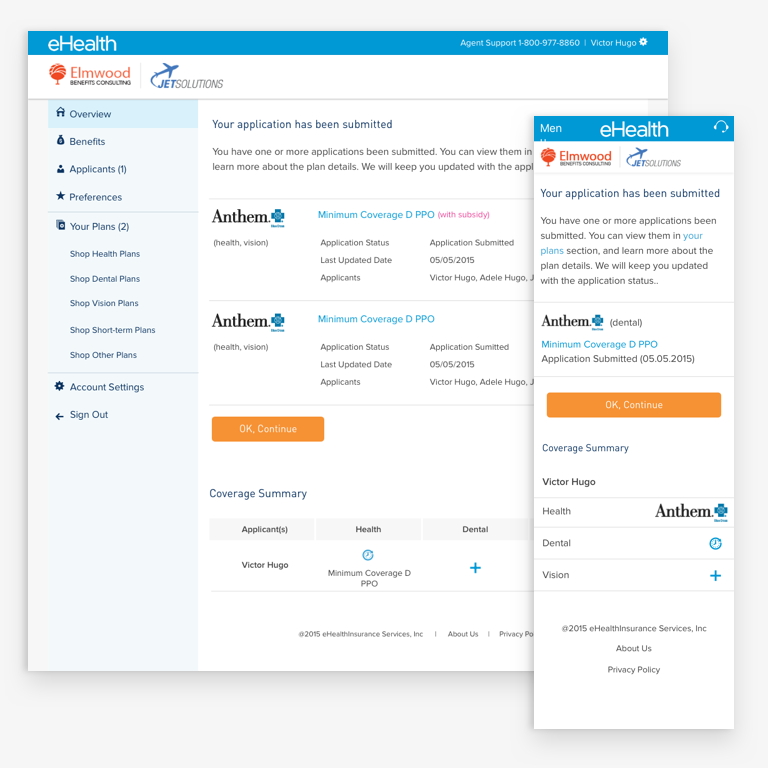 eHealth
Agent Support 1-800-977-8860 | Victor Hugo
Elmwood
BENEFITS CONSULTING
JETSOLUTIONS
Overview
Benefits
Applicants (1)
Preferences
Your Plans (2)
Shop Health Plans
Shop Dental Plans
Shop Vision Plans
Shop Short-term Plans
Shop Other Plans
Account Settings
Sign Out
Your application has been submitted
You have one or more applications been submitted. You can view them in
learn more about the plan details. We will keep you updated with the appl
Anthem.
Minimum Coverage D PPO (with subsidy)
(health, vision)
Application Status Application Submitted
Last Updated Date 05/05/2015
Applicants Victor Hugo, Adele Hugo, J
Anthem.
Minimum Coverage D PPO
(health, vision)
Application Status Application Sumitted
Last Updated Date 05/05/2015
Applicants Victor Hugo, Adele Hugo, J
OK, Continue
Coverage Summary
Applicant(s) Health Dental
Victor Hugo
Minimum Coverage D
PPO
@2015 eHealthInsurance Services, Inc | About Us | Privacy Po
Men
eHealth
Elmwood
BENEFITS CONSULTING
JETSOLUTIONS
Your application has been submitted
You have one or more applications been
submitted. You can view them in your
plans section, and learn more about the
plan details. We will keep you updated
with the application status..
Anthem. (dental)
Minimum Coverage D PPO
Application Submitted (05.05.2015)
OK, Continue
Coverage Summary
Victor Hugo
Health Anthem.
Dental
Vision
@2015 eHealthInsurance Services, Inc
About Us
Privacy Policy